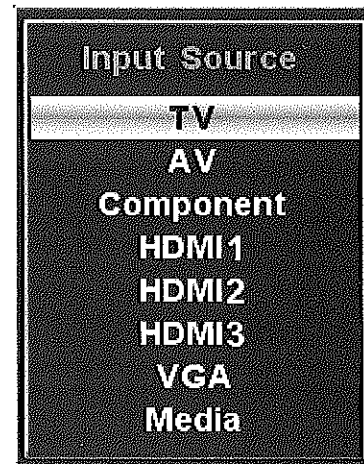 Input Source
TV
AV
Component
HDMI1
HDMI2
HDMI3
VGA
Media